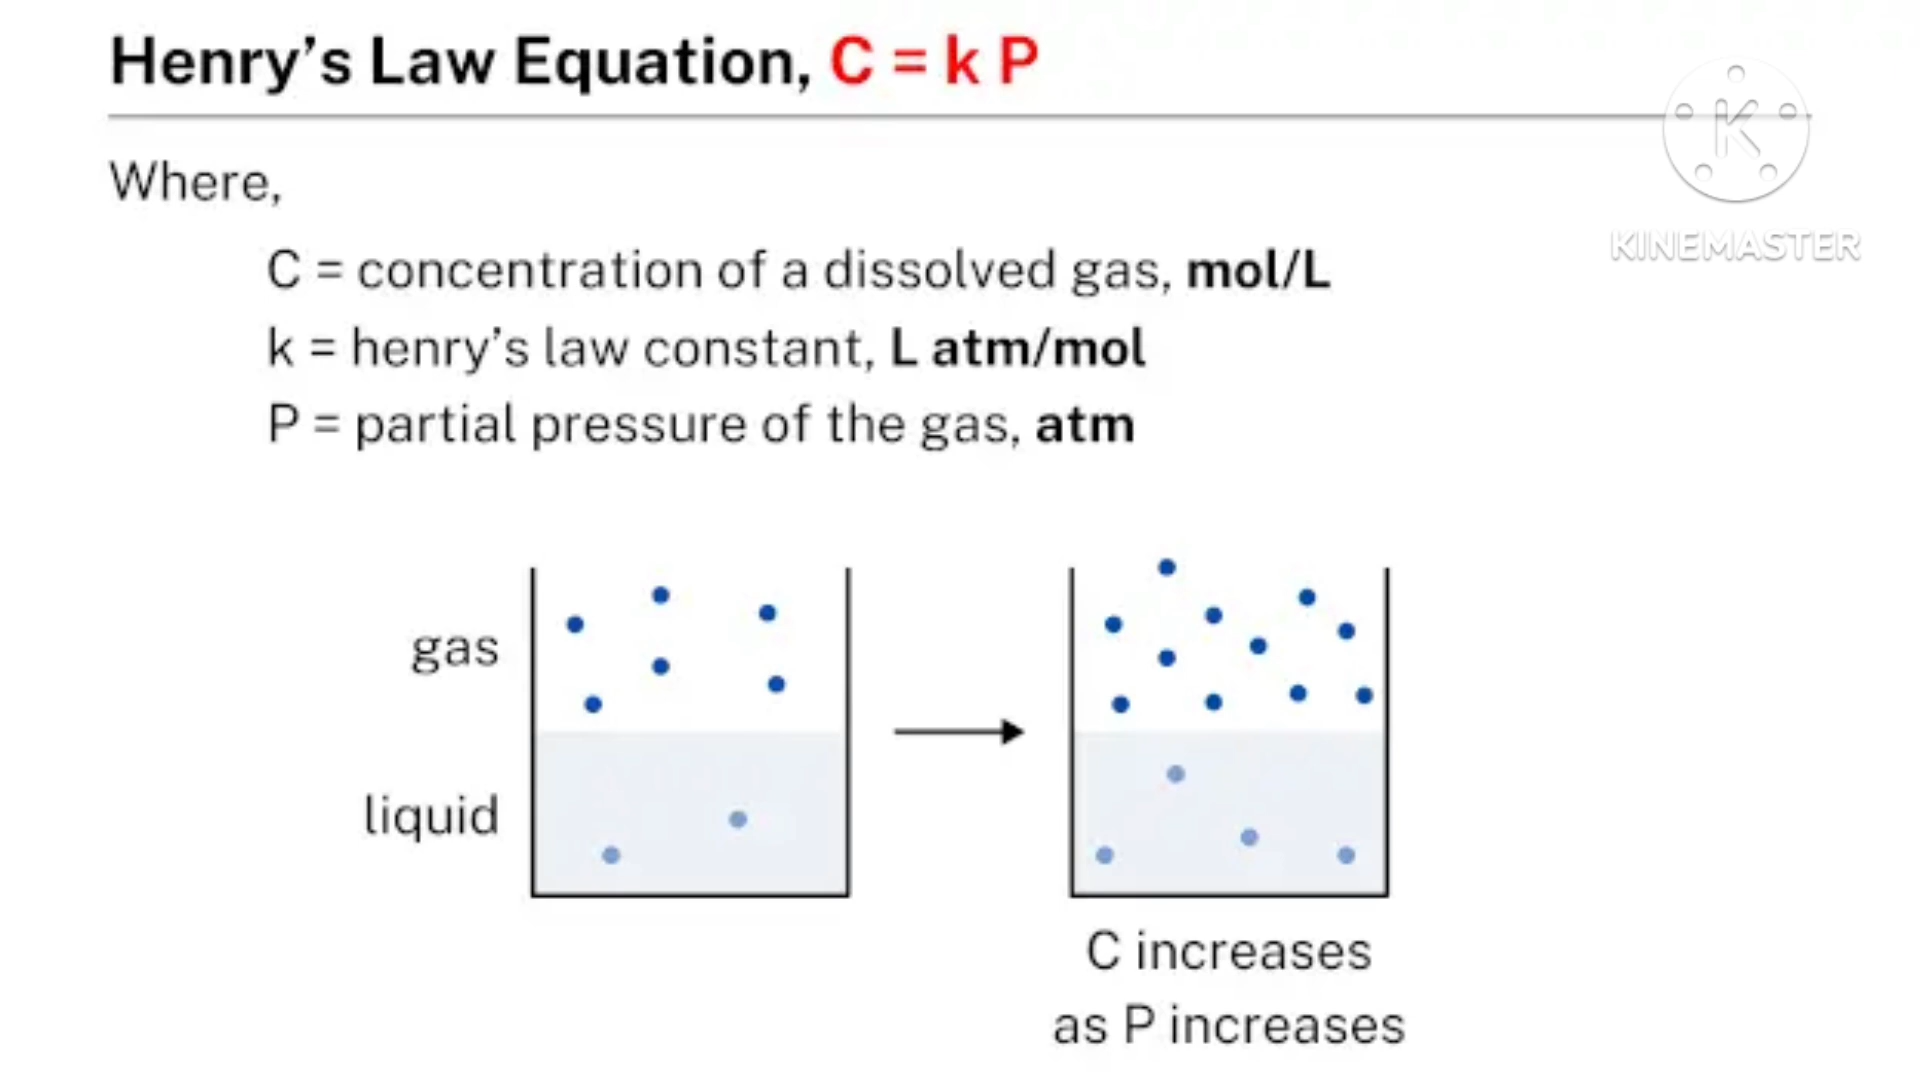 Henry’s Law Equation, C = k P
K
KINEMASTER
Where,
C = concentration of a dissolved gas, mol/L
k = henry’s law constant, L atm/mol
P = partial pressure of the gas, atm
gas
liquid
C increases
as P increases